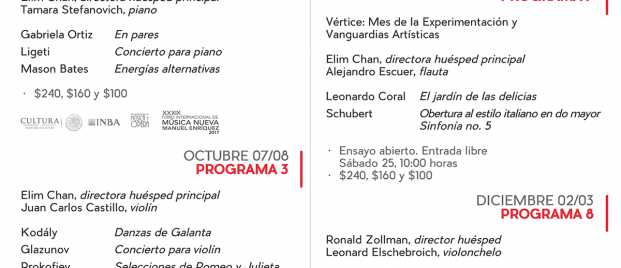 Elim Chan, directora huésped principal
Tamara Stefanovich, piano
Gabriela Ortiz En pares
Ligeti Concierto para piano
Mason Bates Energías alternativas
· $240, $160 y $100
CULTURA
INBA
MÚSICA Y ÓPERA
XXXIX
FORO INTERNACIONAL DE
MÚSICA NUEVA
MANUEL ENRÍQUEZ
2017
OCTUBRE 07/08
PROGRAMA 3
Elim Chan, directora huésped principal
Juan Carlos Castillo, violín
Kodály Danzas de Galanta
Glazunov Concierto para violín
Prokofiev Selecciones de Romeo y Julieta
Vértice: Mes de la Experimentación y
Vanguardias Artísticas
Elim Chan, directora huésped principal
Alejandro Escuer, flauta
Leonardo Coral El jardín de las delicias
Schubert Obertura al estilo italiano en do mayor
Sinfonía no. 5
· Ensayo abierto. Entrada libre
Sábado 25, 10:00 horas
· $240, $160 y $100
DICIEMBRE 02/03
PROGRAMA 8
Ronald Zollman, director huésped
Leonard Elschebroich, violonchelo